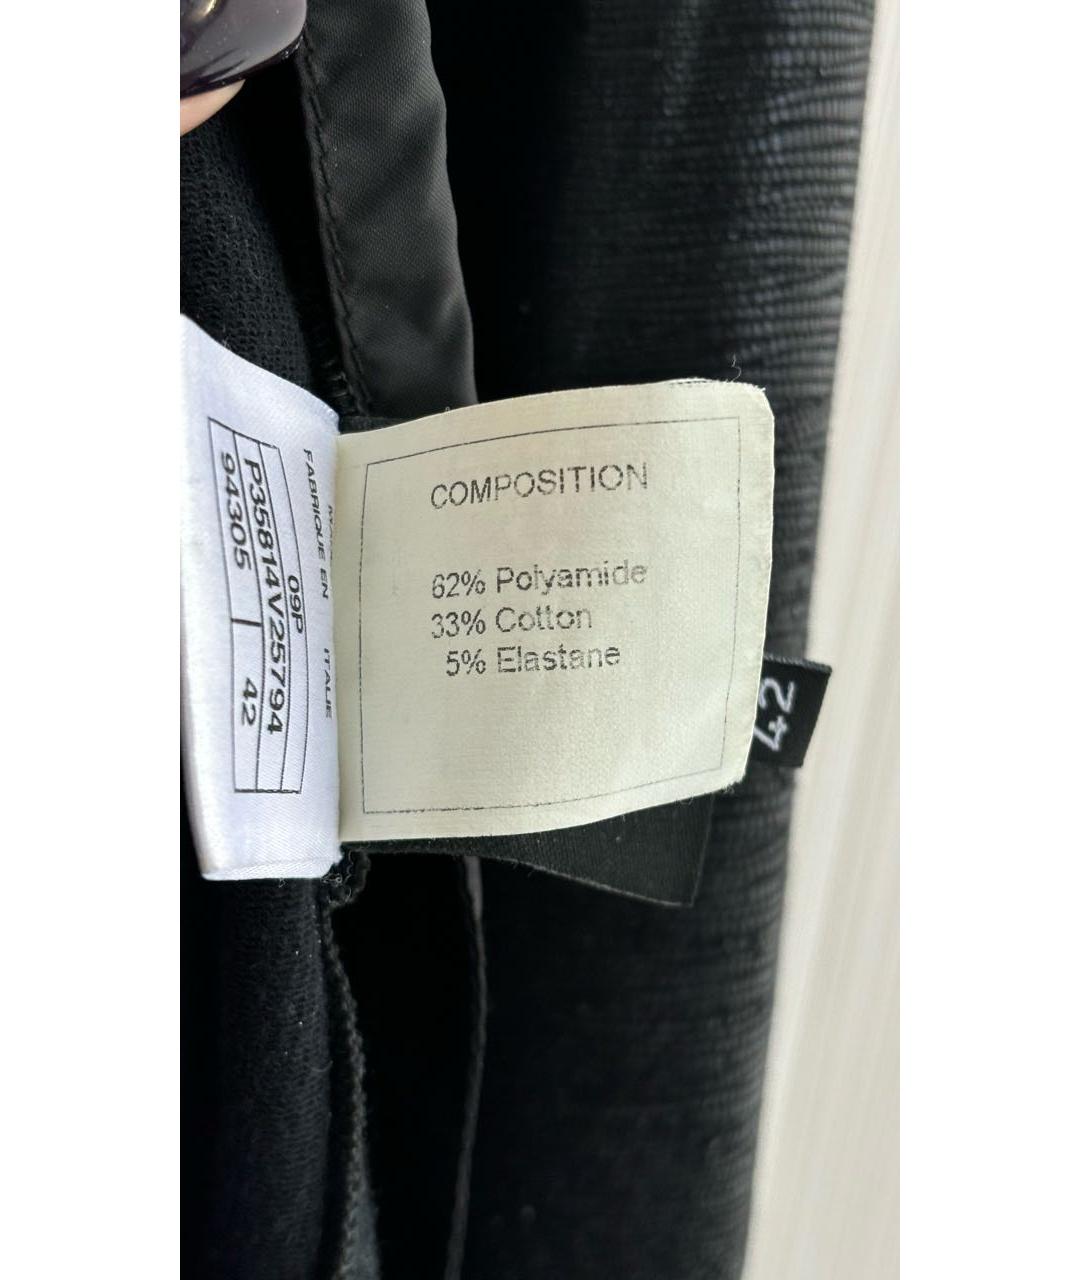 COMPOSITION
62% Polyamide
33% Cotton
5% Elastane
FABRIQUE EN ITALIE
09P
P35814V25794
94305 42
42